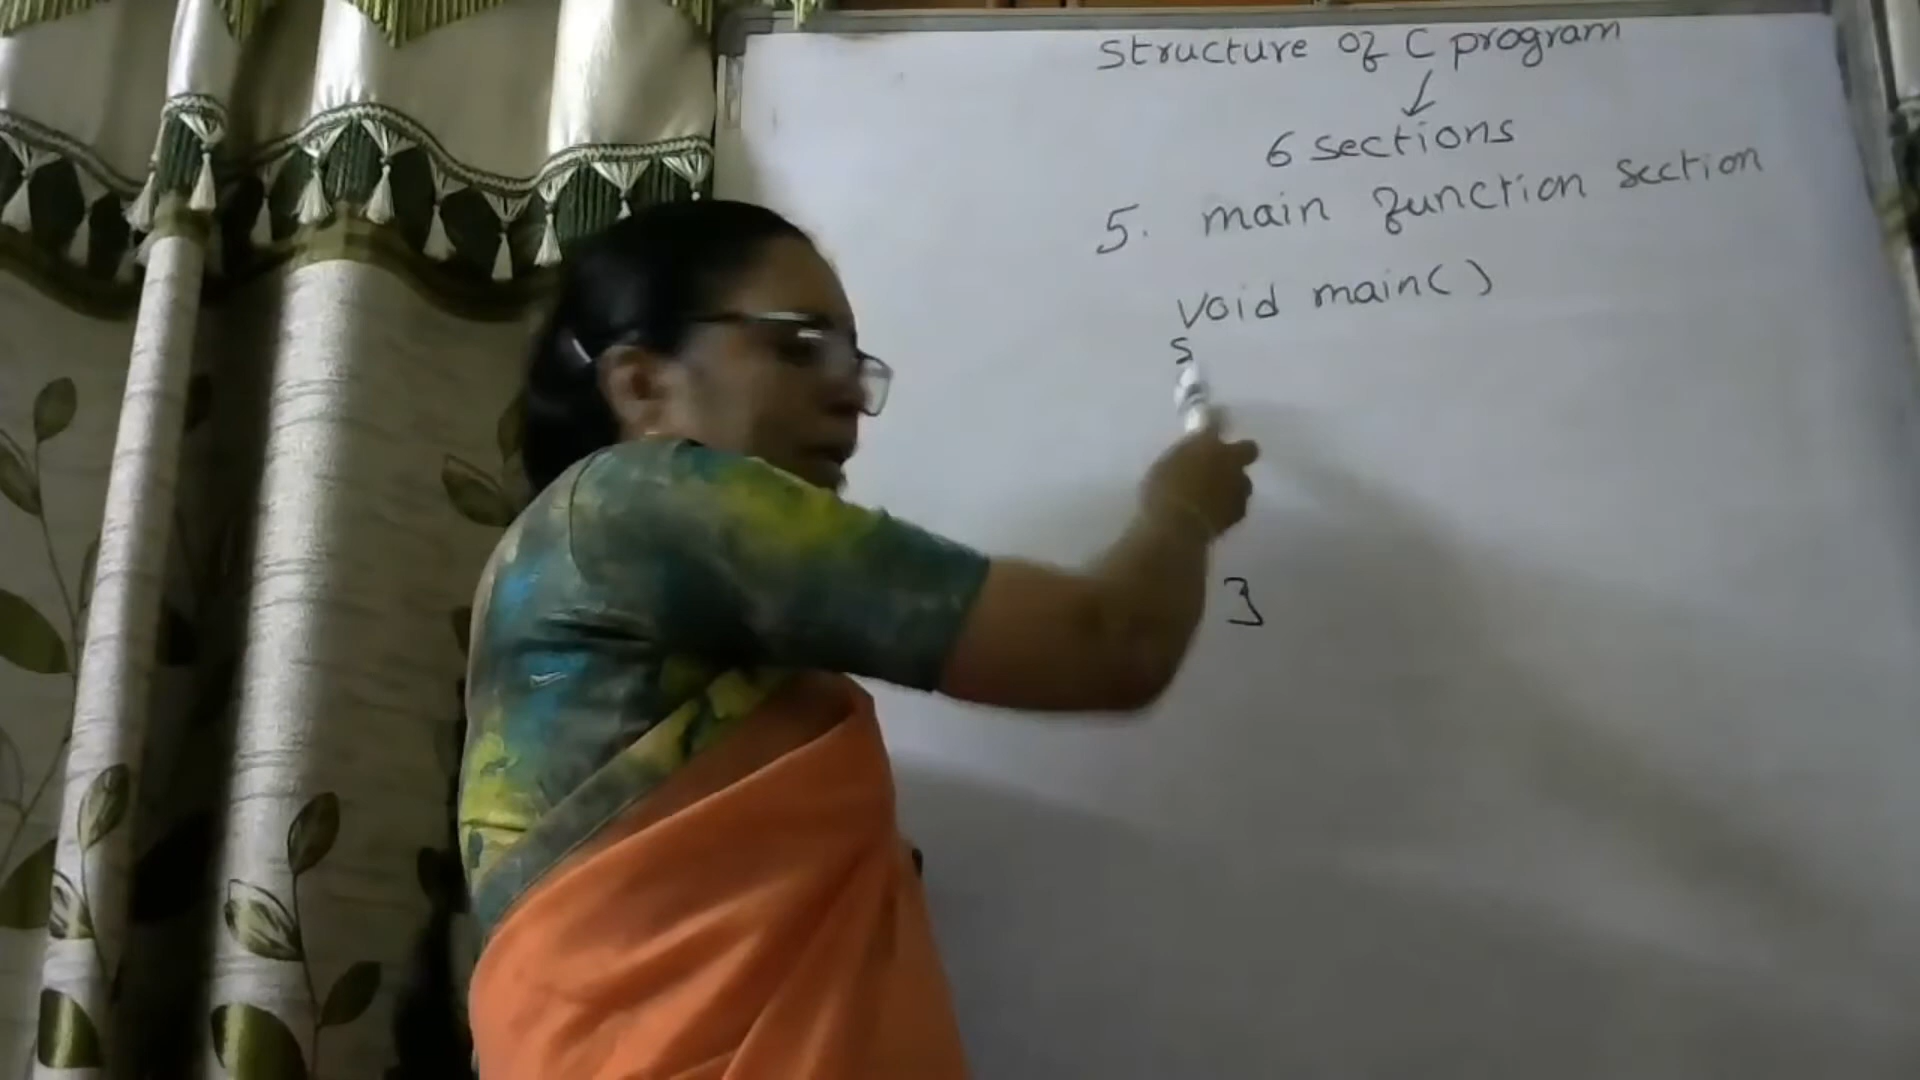 Structure of C program
↓
6 sections
5. main function section
void main()
{
}